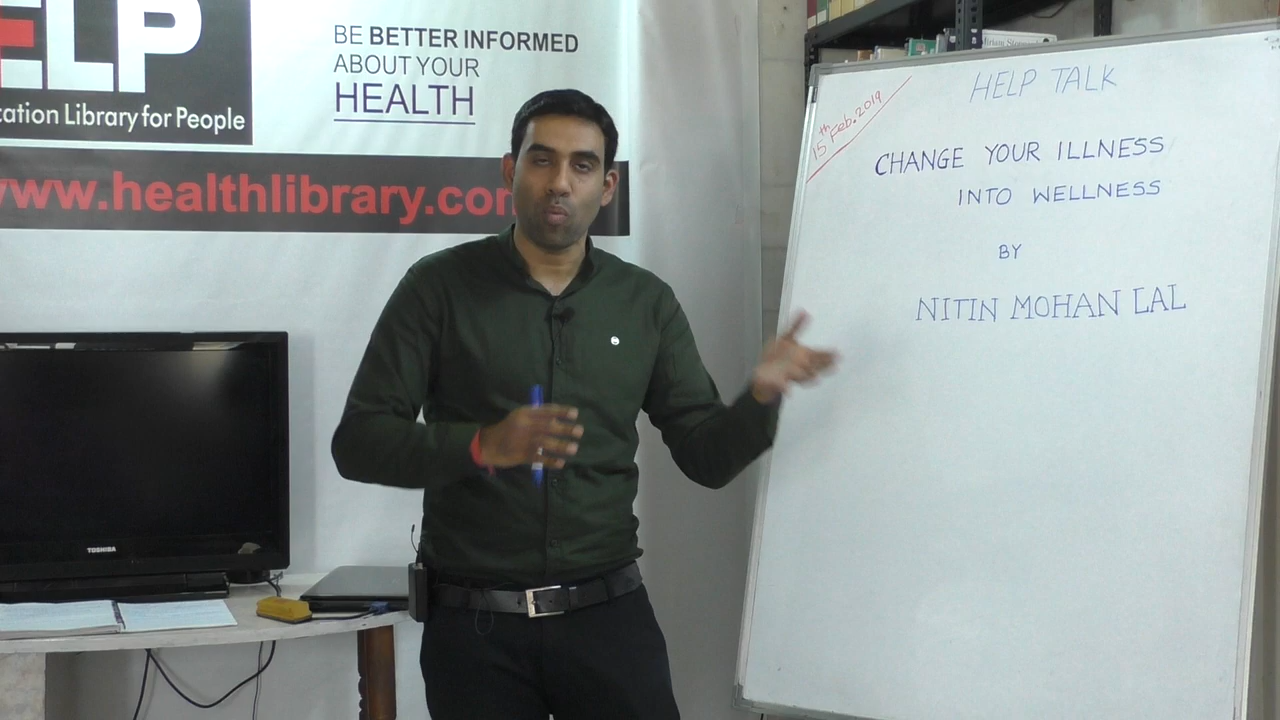 ELP
cation Library for People
BE BETTER INFORMED
ABOUT YOUR
HEALTH
www.healthlibrary.com
TOSHIBA
15th Feb. 2019
HELP TALK
CHANGE YOUR ILLNESS
INTO WELLNESS
BY
NITIN MOHAN LAL